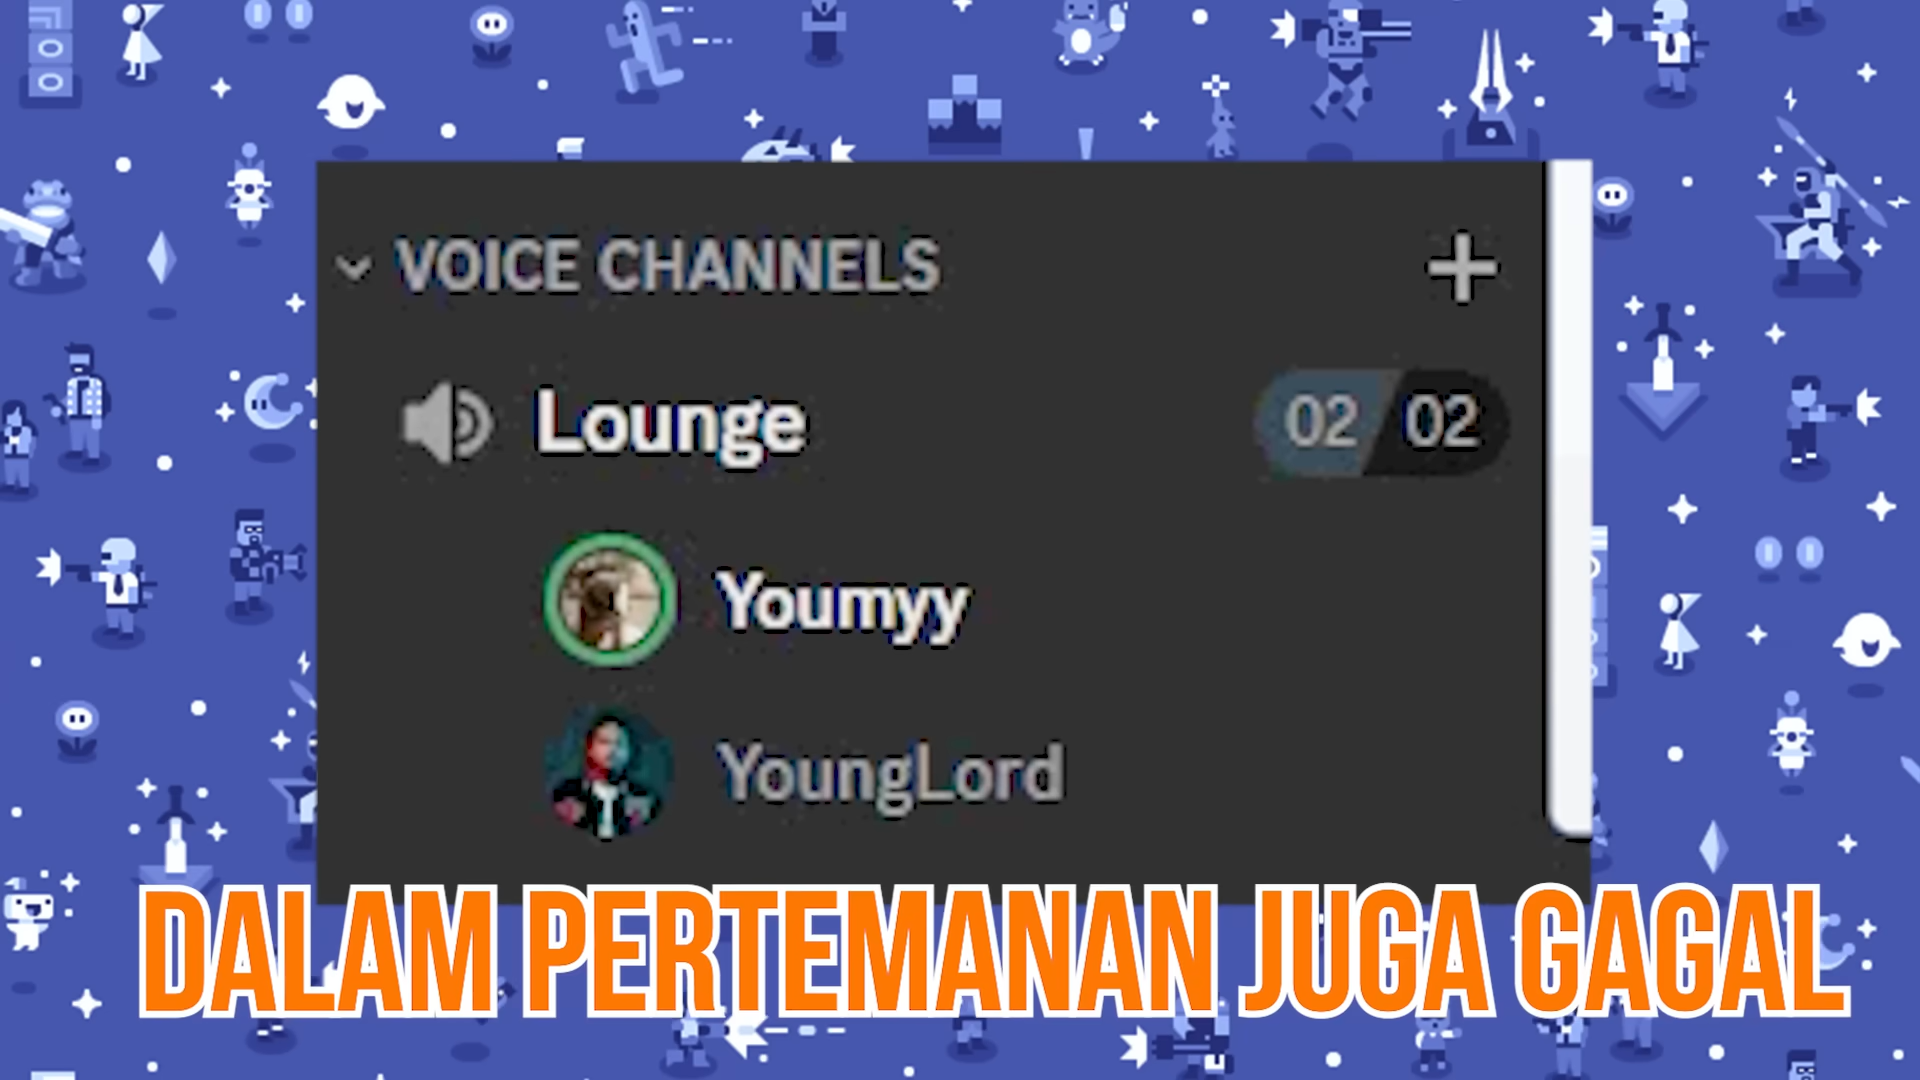 VOICE CHANNELS
Lounge 02 02
Youmyy
YoungLord
DALAM PERTEMANAN JUGA GAGAL